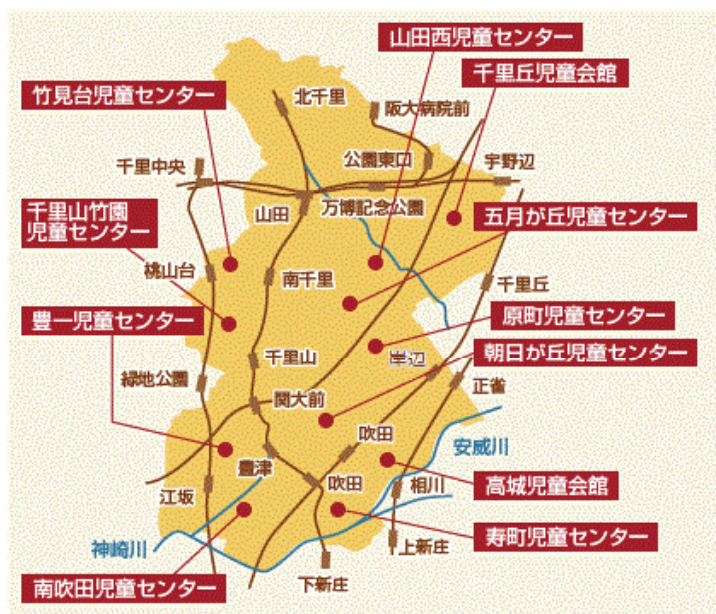 山田西児童センター
千里丘児童会館
竹見台児童センター
北千里
阪大病院前
千里中央
公園東口
宇野辺
山田
万博記念公園
千里山竹園
児童センター
五月が丘児童センター
桃山台
南千里
千里丘
豊一児童センター
原町児童センター
千里山
岸辺
朝日が丘児童センター
緑地公園
関大前
正雀
吹田
安威川
豊津
江坂
吹田
相川
高城児童会館
神崎川
上新庄
寿町児童センター
南吹田児童センター
下新庄